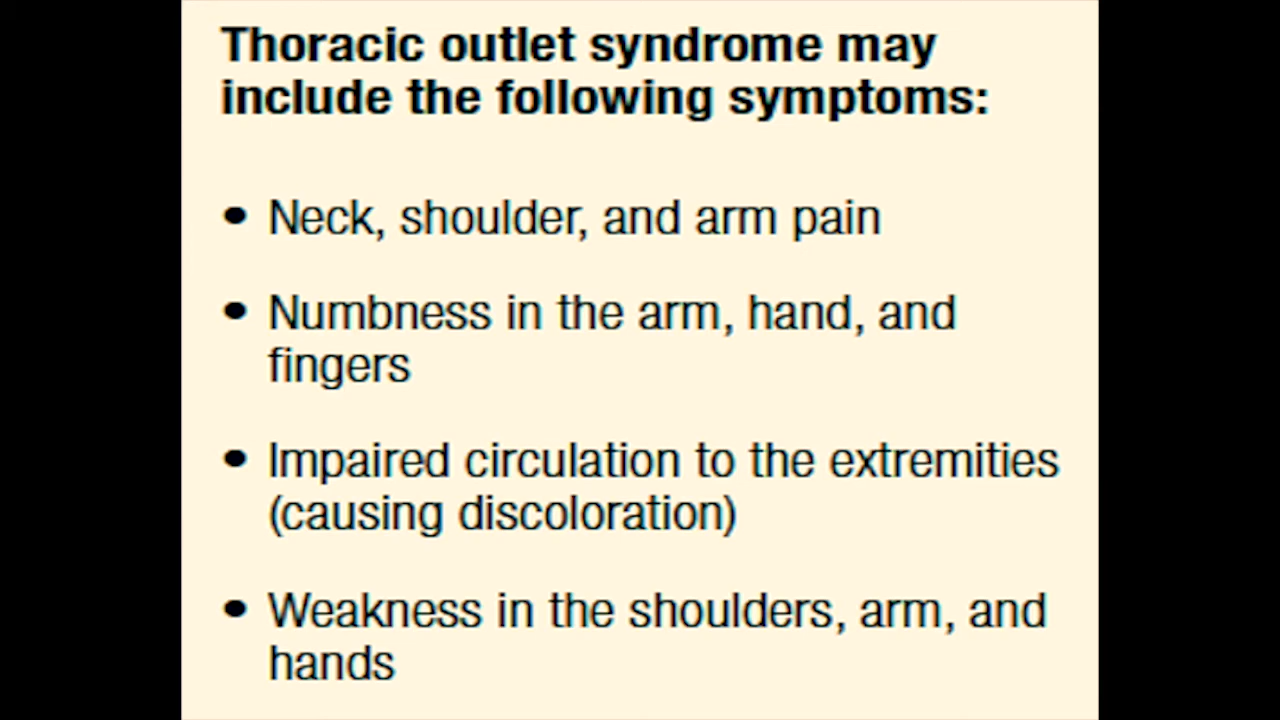 Thoracic outlet syndrome may
include the following symptoms:
• Neck, shoulder, and arm pain
• Numbness in the arm, hand, and
fingers
• Impaired circulation to the extremities
(causing discoloration)
• Weakness in the shoulders, arm, and
hands